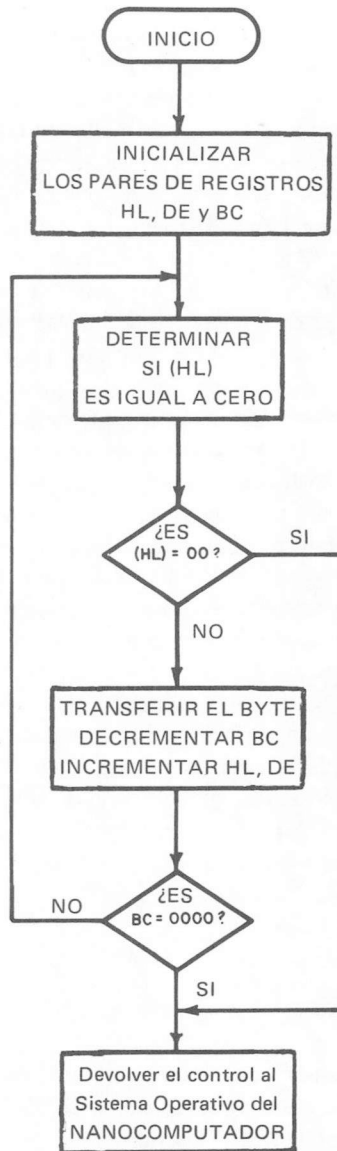 INICIO
INICIALIZAR
LOS PARES DE REGISTROS
HL, DE y BC
DETERMINAR
SI (HL)
ES IGUAL A CERO
¿ES
(HL) = 00 ?
SI
NO
TRANSFERIR EL BYTE
DECREMENTAR BC
INCREMENTAR HL, DE
¿ES
BC = 0000 ?
NO
SI
Devolver el control al
Sistema Operativo del
NANOCOMPUTADOR